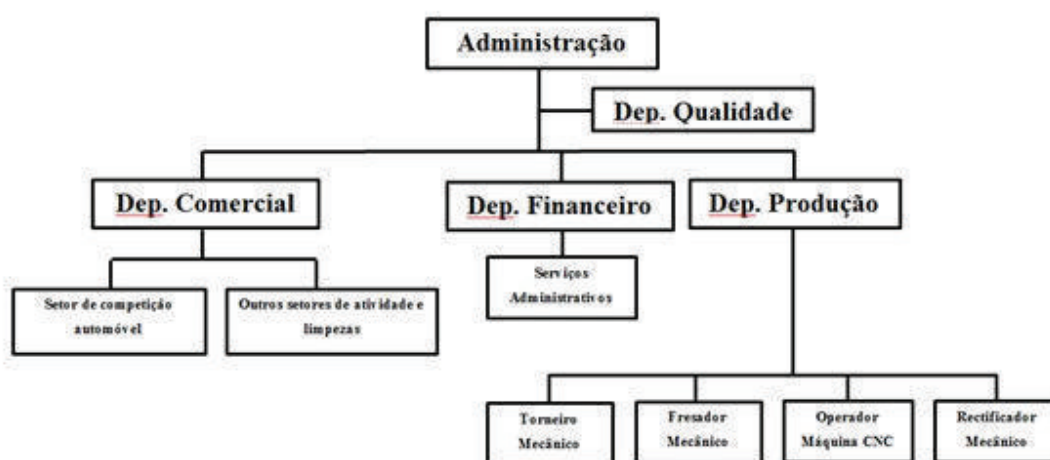 Administração
Dep. Qualidade
Dep. Comercial
Dep. Financeiro
Dep. Produção
Setor de competição
automóvel
Outros setores de atividade e
limpezas
Serviços
Administrativos
Torneiro
Mecânico
Fresador
Mecânico
Operador
Máquina CNC
Rectificador
Mecânico